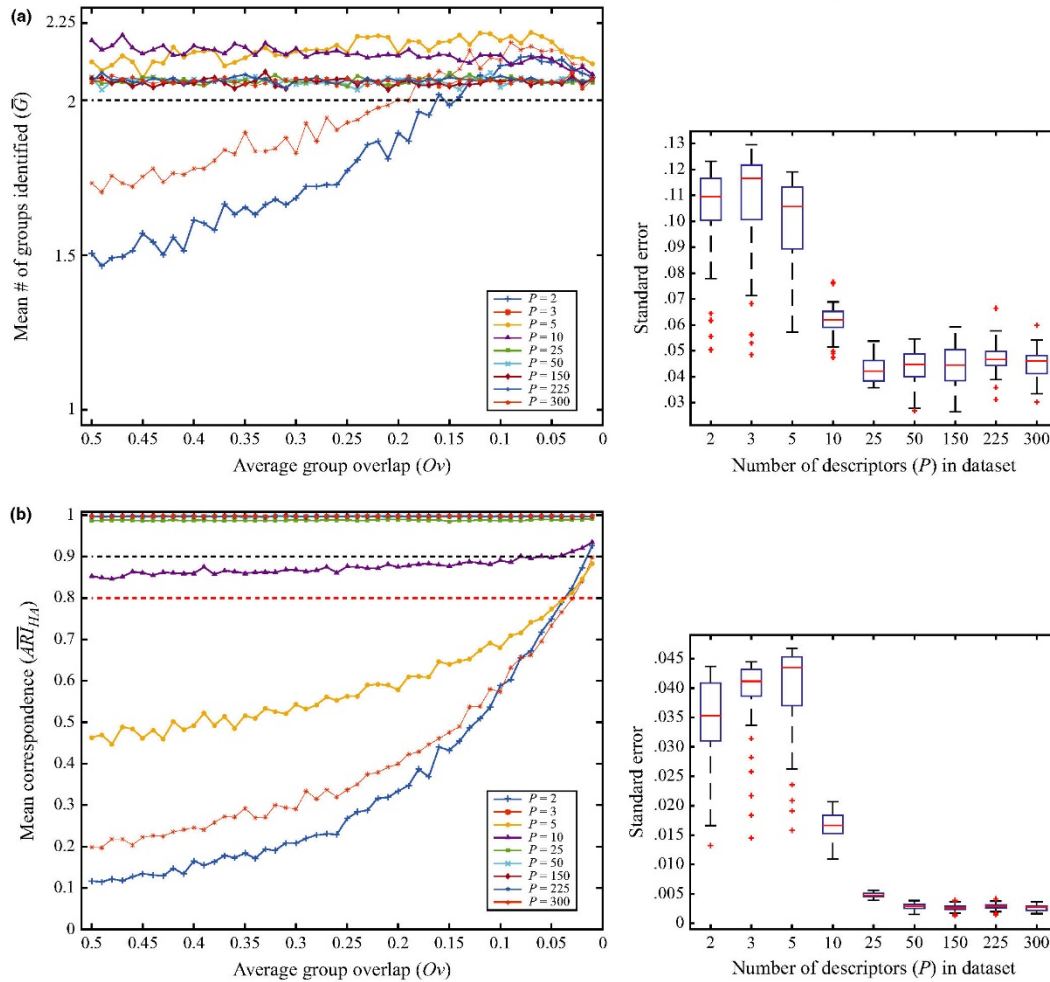 (a)
2.25
2
1.5
1
Mean # of groups identified (G̅)
P = 2
P = 3
P = 5
P = 10
P = 25
P = 50
P = 150
P = 225
P = 300
0.5 0.45 0.4 0.35 0.3 0.25 0.2 0.15 0.10 0.05 0
Average group overlap (Ov)
.13
.12
.11
.10
.09
.08
.07
.06
.05
.04
.03
Standard error
2 3 5 10 25 50 150 225 300
Number of descriptors (P) in dataset
(b)
1
0.9
0.8
0.7
0.6
0.5
0.4
0.3
0.2
0.1
0
Mean correspondence (A̅R̅I̅HA)
P = 2
P = 3
P = 5
P = 10
P = 25
P = 50
P = 150
P = 225
P = 300
0.5 0.45 0.4 0.35 0.3 0.25 0.2 0.15 0.1 0.05 0
Average group overlap (Ov)
.045
.040
.035
.030
.025
.020
.015
.010
.005
0
Standard error
2 3 5 10 25 50 150 225 300
Number of descriptors (P) in dataset